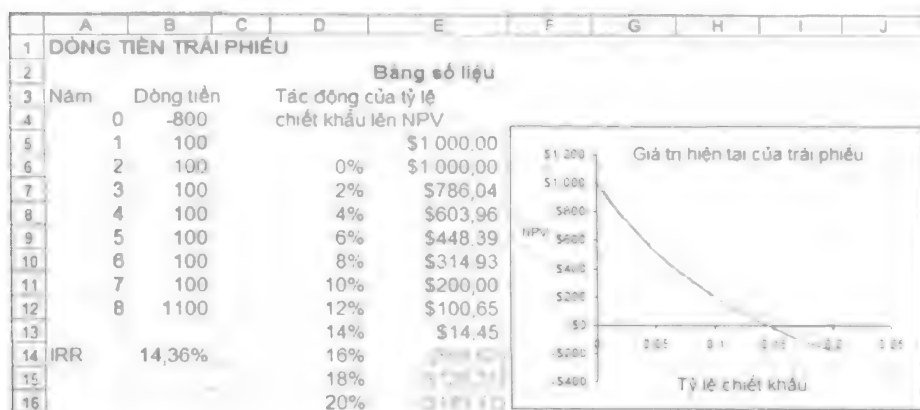 A B C D E F G H I J
1 DÒNG TIỀN TRÁI PHIẾU
2 Bảng số liệu
3 Năm Dòng tiền Tác động của tỷ lệ
4 0 -800 chiết khấu lên NPV
5 1 100 $1 000,00
6 2 100 0% $1 000,00
7 3 100 2% $786,04
8 4 100 4% $603,96
9 5 100 6% $448,39
10 6 100 8% $314 93
11 7 100 10% $200,00
12 8 1100 12% $100,65
13 14% $14,45
14 IRR 14,36% 16%
15 18%
16 20%
Giá trị hiện tại của trái phiếu
$1 200
$1 000
$800
NPV $600
$400
$200
$0
-$200
-$400
0 0.05 0.1
Tỷ lệ chiết khấu